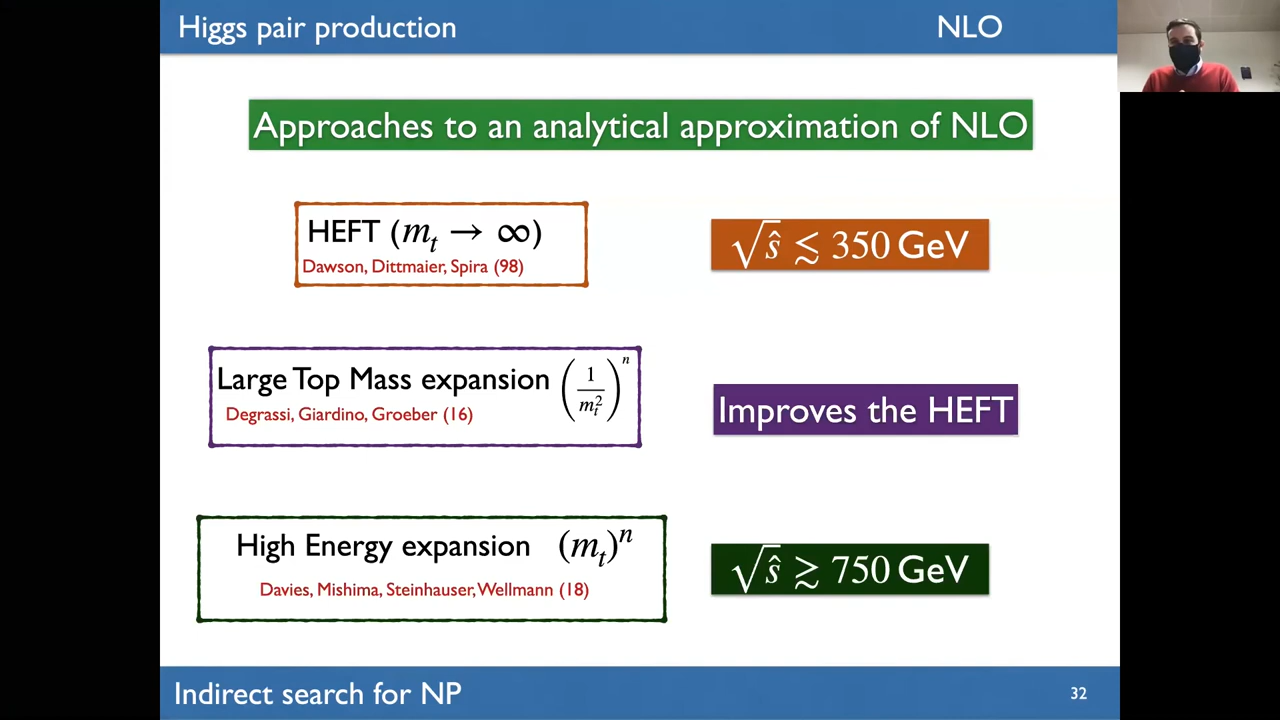 Higgs pair production NLO
Approaches to an analytical approximation of NLO
HEFT (m_t → ∞)
Dawson, Dittmaier, Spira (98)
√ŝ ≲ 350 GeV
Large Top Mass expansion (1/m_t^2)^n
Degrassi, Giardino, Groeber (16)
Improves the HEFT
High Energy expansion (m_t)^n
Davies, Mishima, Steinhauser, Wellmann (18)
√ŝ ≳ 750 GeV
Indirect search for NP 32